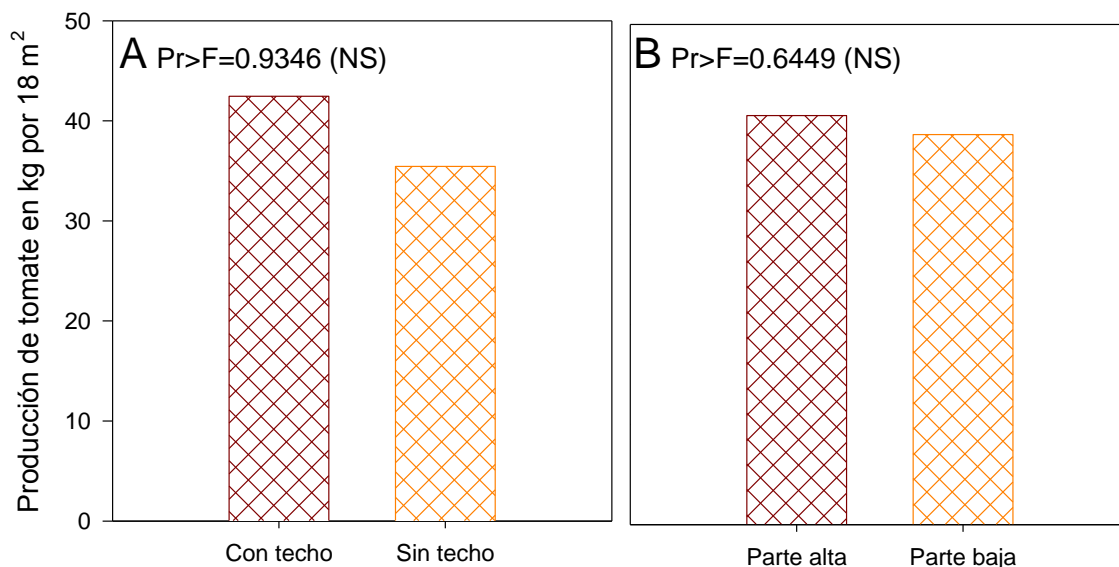 Producción de tomate en kg por 18 m²
50
40
30
20
10
0
A Pr>F=0.9346 (NS)
Con techo
Sin techo
B Pr>F=0.6449 (NS)
Parte alta
Parte baja